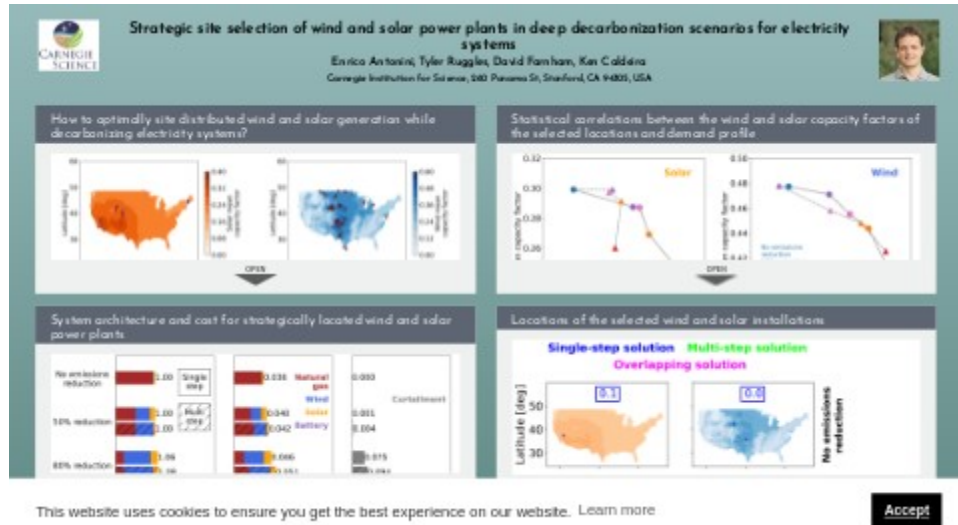 CARNEGIE
SCIENCE
Strategic site selection of wind and solar power plants in deep decarbonization scenarios for electricity
systems
Enrico Antonini, Tyler Ruggles, David Farnham, Ken Caldeira
Carnegie Institution for Science, 260 Panama St, Stanford, CA 94305, USA
How to optimally site distributed wind and solar generation while
decarbonizing electricity systems?
Latitude [deg]
capacity factor
OPEN
Statistical correlations between the wind and solar capacity factors of
the selected locations and demand profile
0.32
0.30
0.28
0.26
capacity factor
Solar
0.50
0.48
0.46
0.44
capacity factor
Wind
No emissions
reduction
OPEN
System architecture and cost for strategically located wind and solar
power plants
No emissions
reduction
50% reduction
80% reduction
1.00
1.00
1.00
Single
step
Multi
step
0.036
0.040
0.042
Natural
gas
Wind
Solar
Battery
0.000
0.001
0.004
0.075
Curtailment
Locations of the selected wind and solar installations
Single-step solution Multi-step solution
Overlapping solution
0.1
0.0
Latitude [deg]
50
40
30
No emissions
reduction
This website uses cookies to ensure you get the best experience on our website. Learn more
Accept